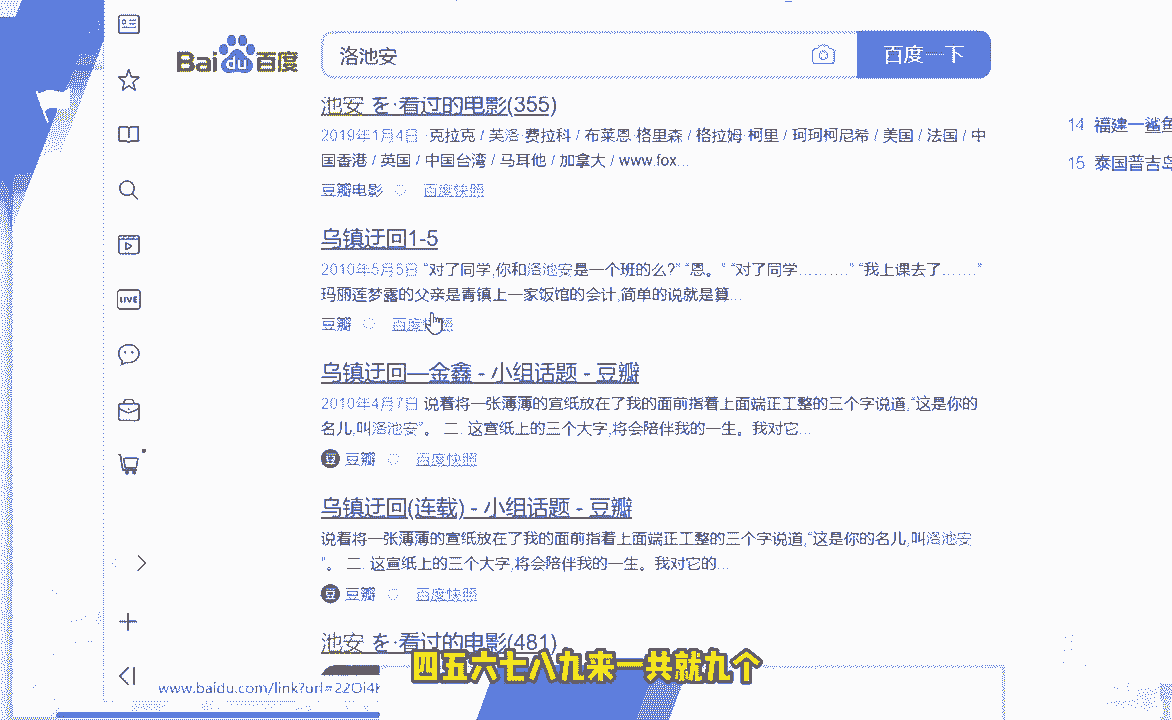 Bai du 百度
洛池安
百度一下
池安 を·看过的电影(355)
2019年1月4日 ·克拉克 / 英洛·费拉科 / 布莱恩·格里森 / 格拉姆·柯里 / 珂珂柯尼希 / 美国 / 法国 / 中
国香港 / 英国 / 中国台湾 / 马耳他 / 加拿大 / www.fox...
豆瓣电影 百度快照
14 福建一鲨鱼
15 泰国普吉岛
乌镇迂回1-5
2010年5月5日 “对了同学,你和洛池安是一个班的么?” “恩。” “对了同学………” “我上课去了…….”
玛丽莲梦露的父亲是青镇上一家饭馆的会计,简单的说就是算...
豆瓣 百度快照
LIVE
乌镇迂回—金鑫 - 小组话题 - 豆瓣
2010年4月7日 说着将一张薄薄的宣纸放在了我的面前指着上面端正工整的三个字说道,“这是你的
名儿,叫洛池安”。 二. 这宣纸上的三个大字,将会陪伴我的一生。我对它...
豆 豆瓣 百度快照
乌镇迂回(连载) - 小组话题 - 豆瓣
说着将一张薄薄的宣纸放在了我的面前指着上面端正工整的三个字说道,“这是你的名儿,叫洛池安
”。 二. 这宣纸上的三个大字,将会陪伴我的一生。我对它的...
豆 豆瓣 百度快照
池安 を·看过的电影(481)
四五六七八九来一共就九个
www.baidu.com/link?url=22Oi4